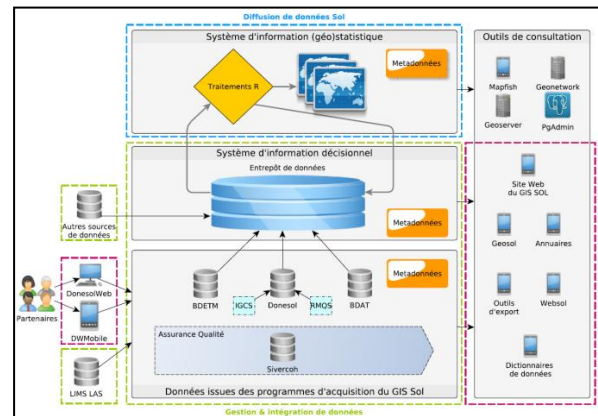 Diffusion de données Sol
Système d'information (géo)statistique
Traitements R
Metadonnées
Outils de consultation
Mapfish
Geonetwork
Geoserver
PgAdmin
Système d'information décisionnel
Entrepôt de données
Metadonnées
Autres sources
de données
Site Web
du GIS SOL
Geosol
Annuaires
Outils
d'export
Websol
Dictionnaires
de données
Partenaires
DonesolWeb
DWMobile
LIMS LAS
Metadonnées
BDETM
IGCS
Donesol
RMQS
BDAT
Assurance Qualité
Sivercoh
Données issues des programmes d'acquisition du GIS Sol
Gestion & intégration de données